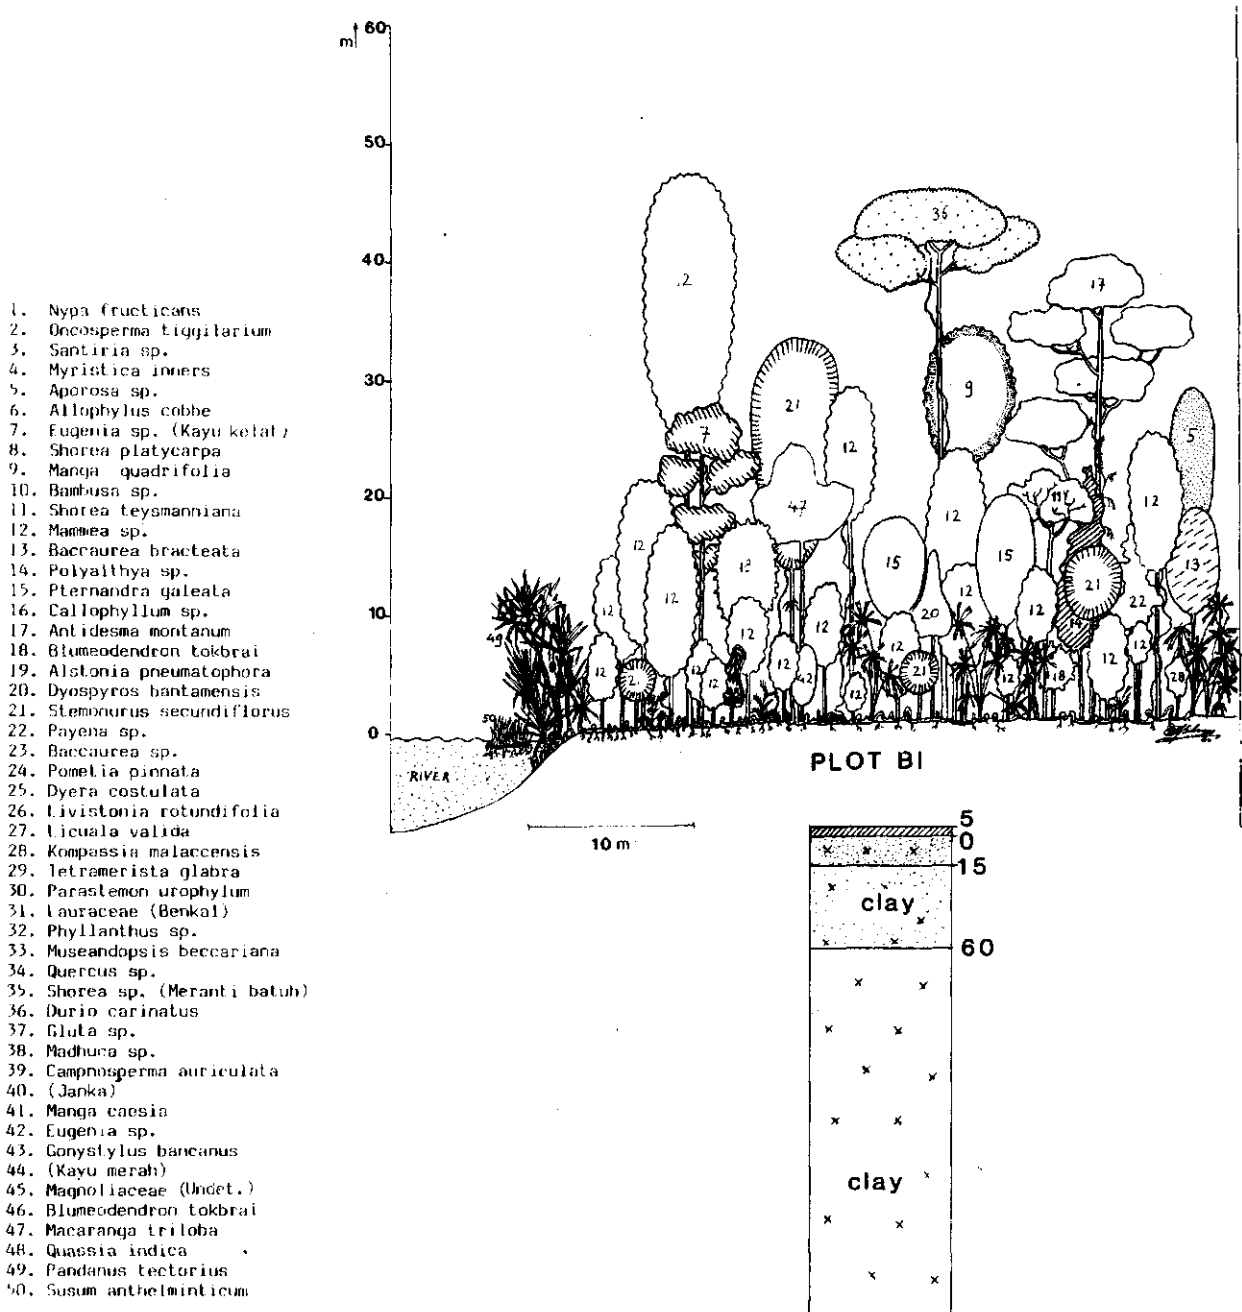 m 60
50
40
30
20
10
0
1. Nypa fructicans
2. Oncosperma tiggilarium
3. Santiria sp.
4. Myristica inners
5. Aporosa sp.
6. Allophylus cobbe
7. Eugenia sp. (Kayu kelat)
8. Shorea platycarpa
9. Manga quadrifolia
10. Bambusa sp.
11. Shorea teysmanniana
12. Mammea sp.
13. Baccaurea bracteata
14. Polyalthya sp.
15. Pternandra galeata
16. Callophyllum sp.
17. Antidesma montanum
18. Blumeodendron tokbrai
19. Alstonia pneumatophora
20. Dyospyros bantamensis
21. Stemonurus secundiflorus
22. Payena sp.
23. Baccaurea sp.
24. Pometia pinnata
25. Dyera costulata
26. Livistonia rotundifolia
27. Licuala valida
28. Kompassia malaccensis
29. Tetramerista glabra
30. Parastemon urophylum
31. Lauraceae (Benkal)
32. Phyllanthus sp.
33. Museandopsis beccariana
34. Quercus sp.
35. Shorea sp. (Meranti batuh)
36. Durio carinatus
37. Gluta sp.
38. Madhuca sp.
39. Campnosperma auriculata
40. (Janka)
41. Manga caesia
42. Eugenia sp.
43. Gonystylus bancanus
44. (Kayu merah)
45. Magnoliaceae (Undet.)
46. Blumeodendron tokbrai
47. Macaranga triloba
48. Quassia indica
49. Pandanus tectorius
50. Susum anthelminticum
36
17
9
21
7
12
5
47
12
12
12
15
12
15
13
12
12
12
20
12
12
21
22
49
12
12
12
12
12
12
12
42
12
21
12
18
12
12
28
50
RIVER
PLOT BI
10 m
5
0
15
clay
60
clay